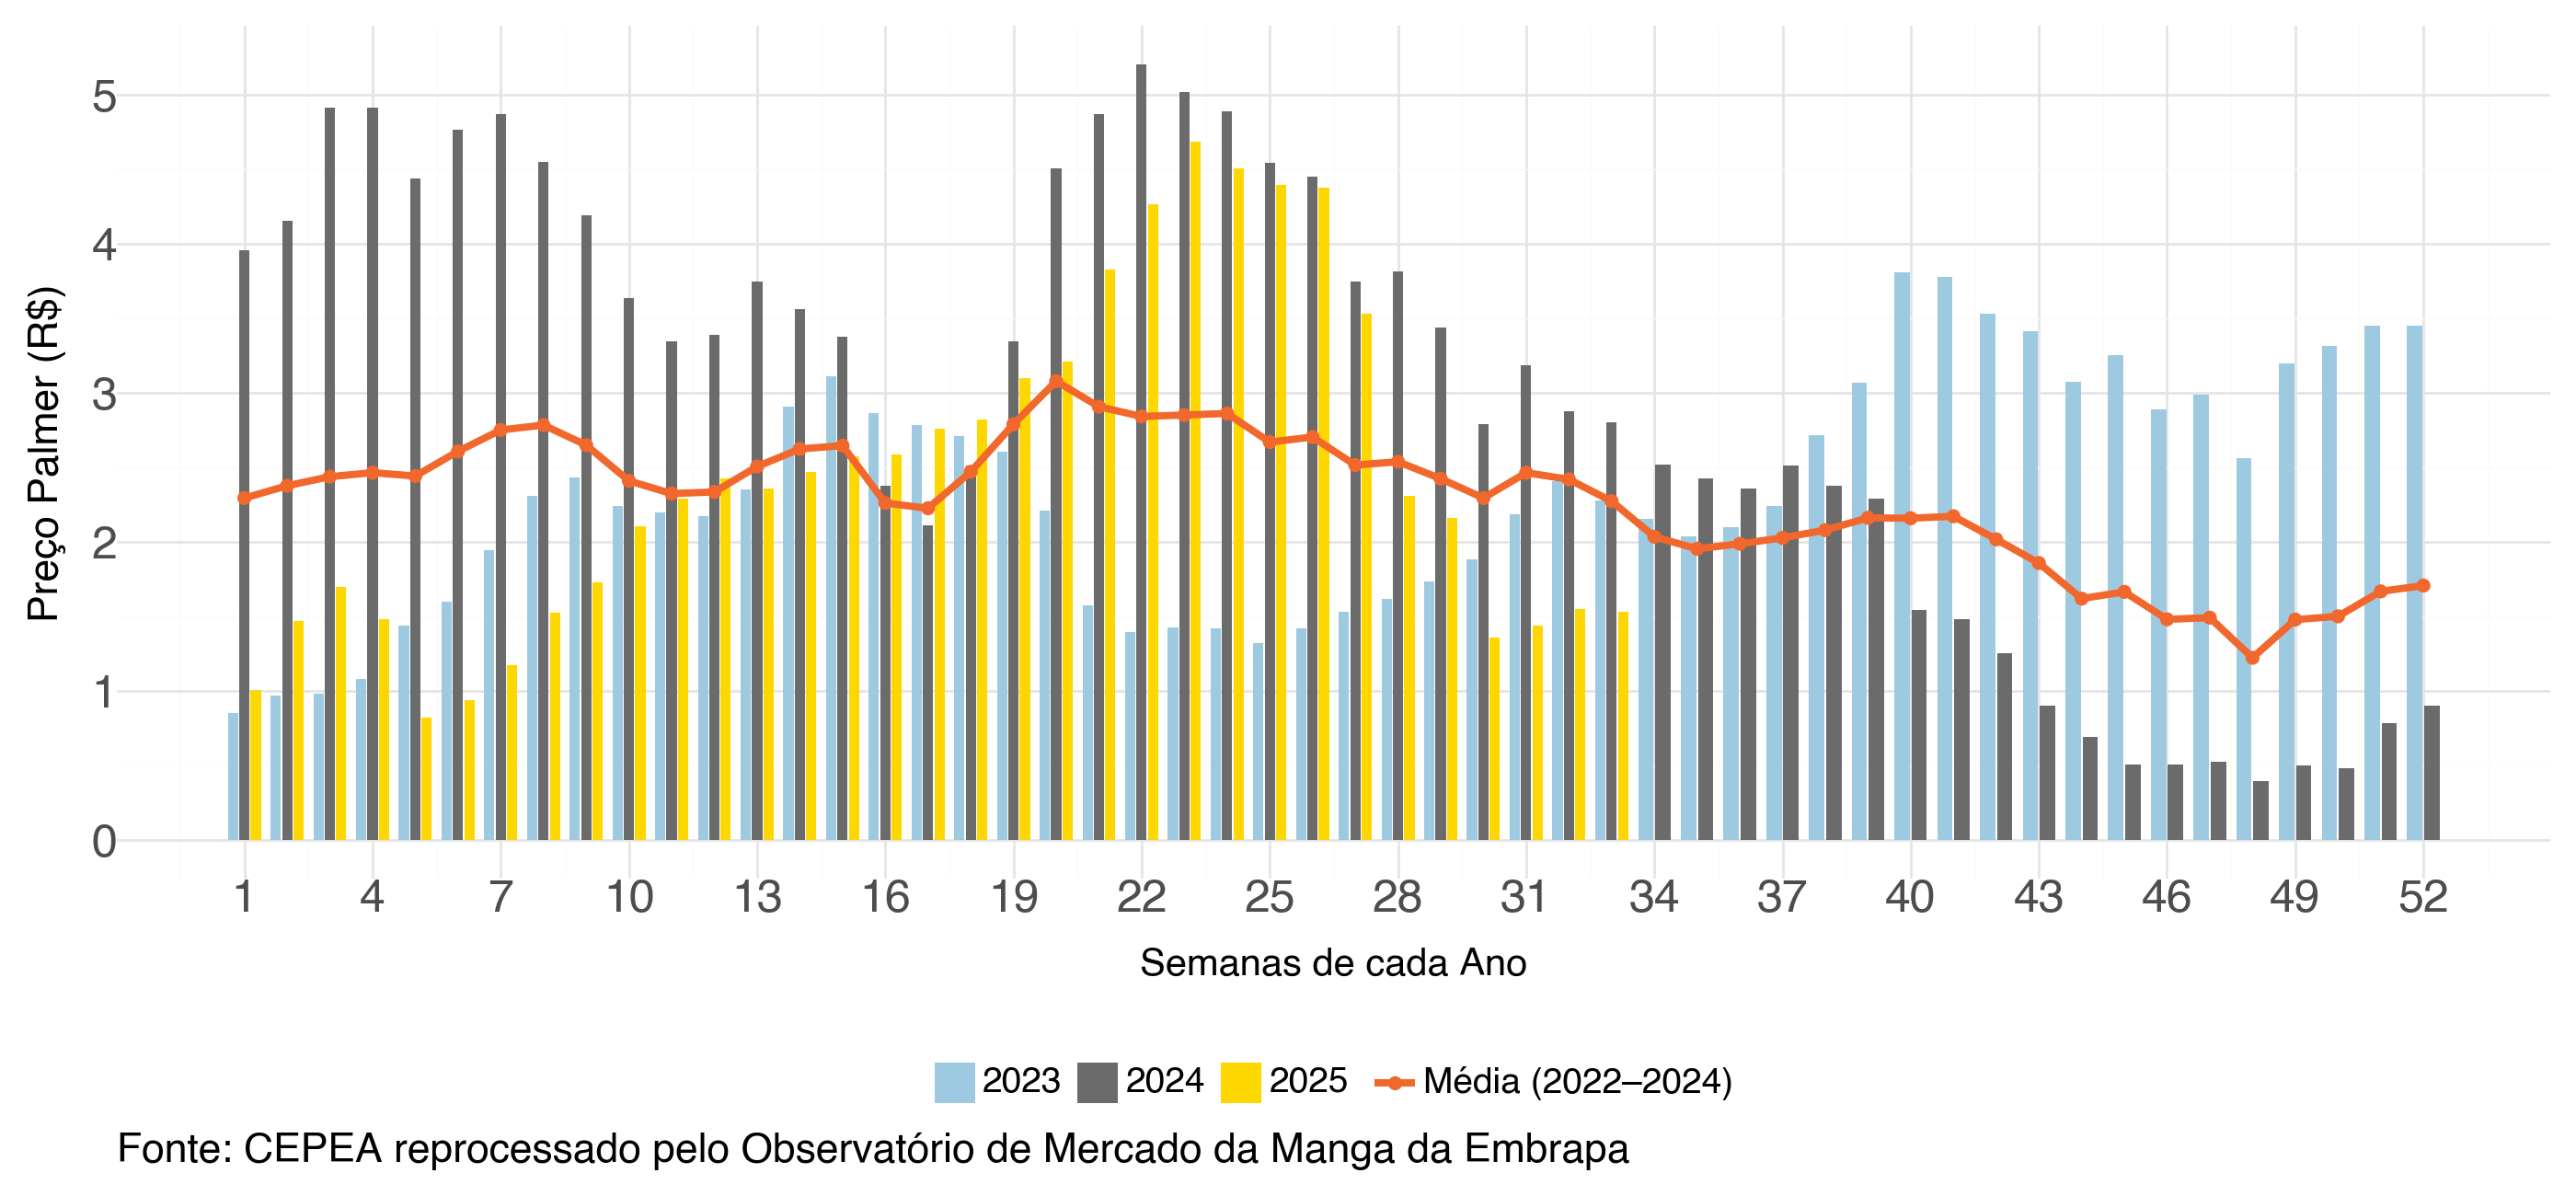 Preço Palmer (R$)
5
4
3
2
1
0
1 4 7 10 13 16 19 22 25 28 31 34 37 40 43 46 49 52
Semanas de cada Ano
2023 2024 2025 Média (2022–2024)
Fonte: CEPEA reprocessado pelo Observatório de Mercado da Manga da Embrapa